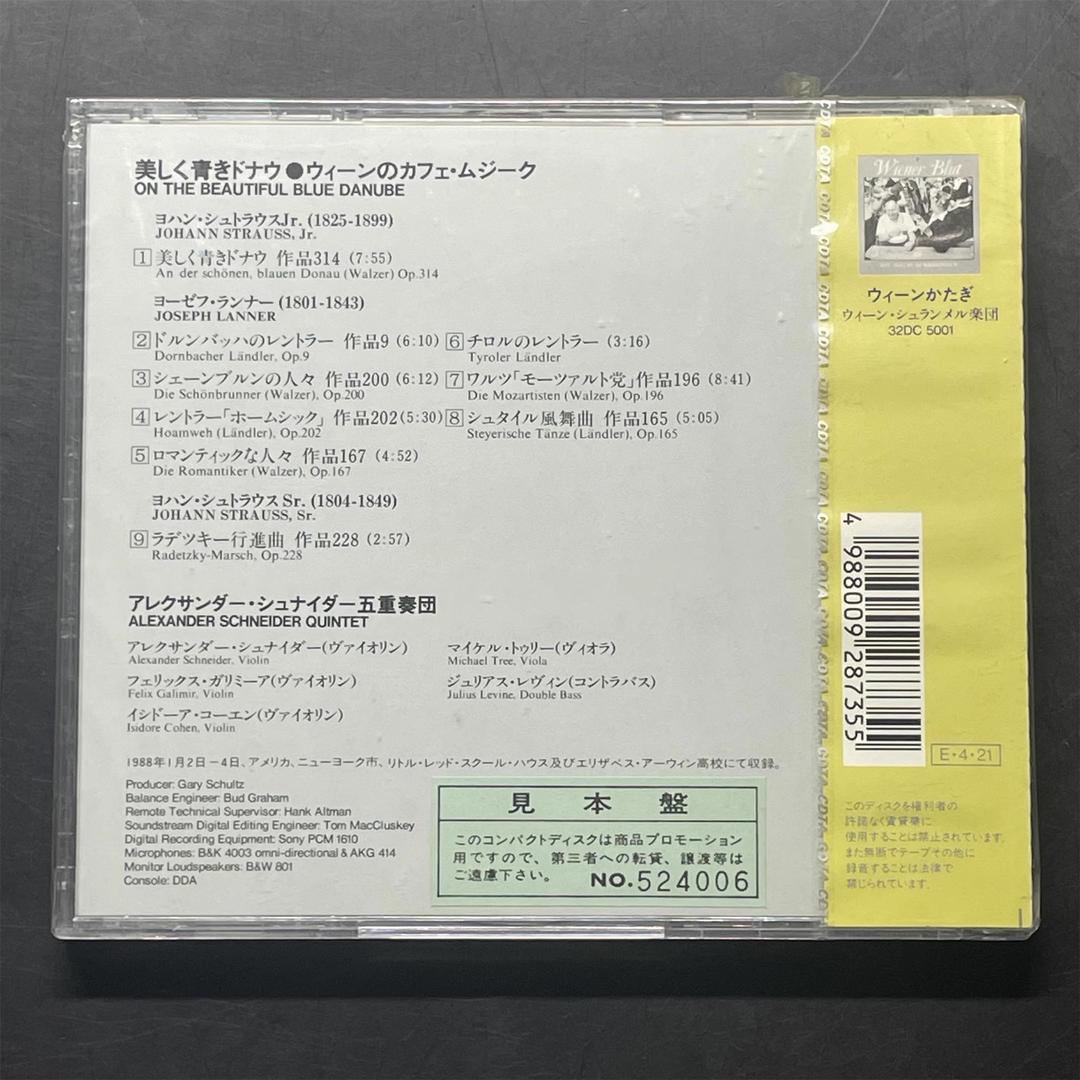 美しく青きドナウ●ウィーンのカフェ・ムジーク
ON THE BEAUTIFUL BLUE DANUBE
ヨハン・シュトラウスJr. (1825-1899)
JOHANN STRAUSS, Jr.
1 美しく青きドナウ 作品314 (7:55)
An der schönen, blauen Donau (Walzer) Op.314
ヨーゼフ・ランナー (1801-1843)
JOSEPH LANNER
2 ドルンバッハのレントラー 作品9 (6:10)
Dornbacher Ländler, Op.9
3 シェーンブルンの人々 作品200 (6:12)
Die Schönbrunner (Walzer), Op.200
4 レントラー「ホームシック」 作品202 (5:30)
Hoamweh (Ländler), Op.202
5 ロマンティックな人々 作品167 (4:52)
Die Romantiker (Walzer), Op.167
6 チロルのレントラー (3:16)
Tyroler Ländler
7 ワルツ「モーツァルト党」作品196 (8:41)
Die Mozartisten (Walzer), Op.196
8 シュタイル風舞曲 作品165 (5:05)
Steyerische Tänze (Ländler), Op.165
ヨハン・シュトラウス Sr. (1804-1849)
JOHANN STRAUSS, Sr.
9 ラデツキー行進曲 作品228 (2:57)
Radetzky-Marsch, Op.228
アレクサンダー・シュナイダー五重奏団
ALEXANDER SCHNEIDER QUINTET
アレクサンダー・シュナイダー(ヴァイオリン)
Alexander Schneider, Violin
フェリックス・ガリミーア(ヴァイオリン)
Felix Galimir, Violin
イシドーア・コーエン(ヴァイオリン)
Isidore Cohen, Violin
マイケル・トゥリー(ヴィオラ)
Michael Tree, Viola
ジュリアス・レヴィン(コントラバス)
Julius Levine, Double Bass
1988年1月2日-4日、アメリカ、ニューヨーク市、リトル・レッド・スクール・ハウス及びエリザベス・アーウィン高校にて収録。
Producer: Gary Schultz
Balance Engineer: Bud Graham
Remote Technical Supervisor: Hank Altman
Soundstream Digital Editing Engineer: Tom MacCluskey
Digital Recording Equipment: Sony PCM 1610
Microphones: B&K 4003 omni-directional & AKG 414
Monitor Loudspeakers: B&W 801
Console: DDA
見本盤
このコンパクトディスクは商品プロモーション
用ですので、第三者への転貸、譲渡等は
ご遠慮下さい。 NO.524006
Wiener Blut
ウィーンかたぎ
ウィーン・シュランメル楽団
32DC 5001
4 988009 287355
E・4・21
このディスクを権利者の
許諾なく賃貸業に
使用することは禁止されています。
また無断でテープその他に
録音することは法律で
禁じられています。
CDTA CDTA CDTA CDTA CDTA CDTA CDTA CDTA